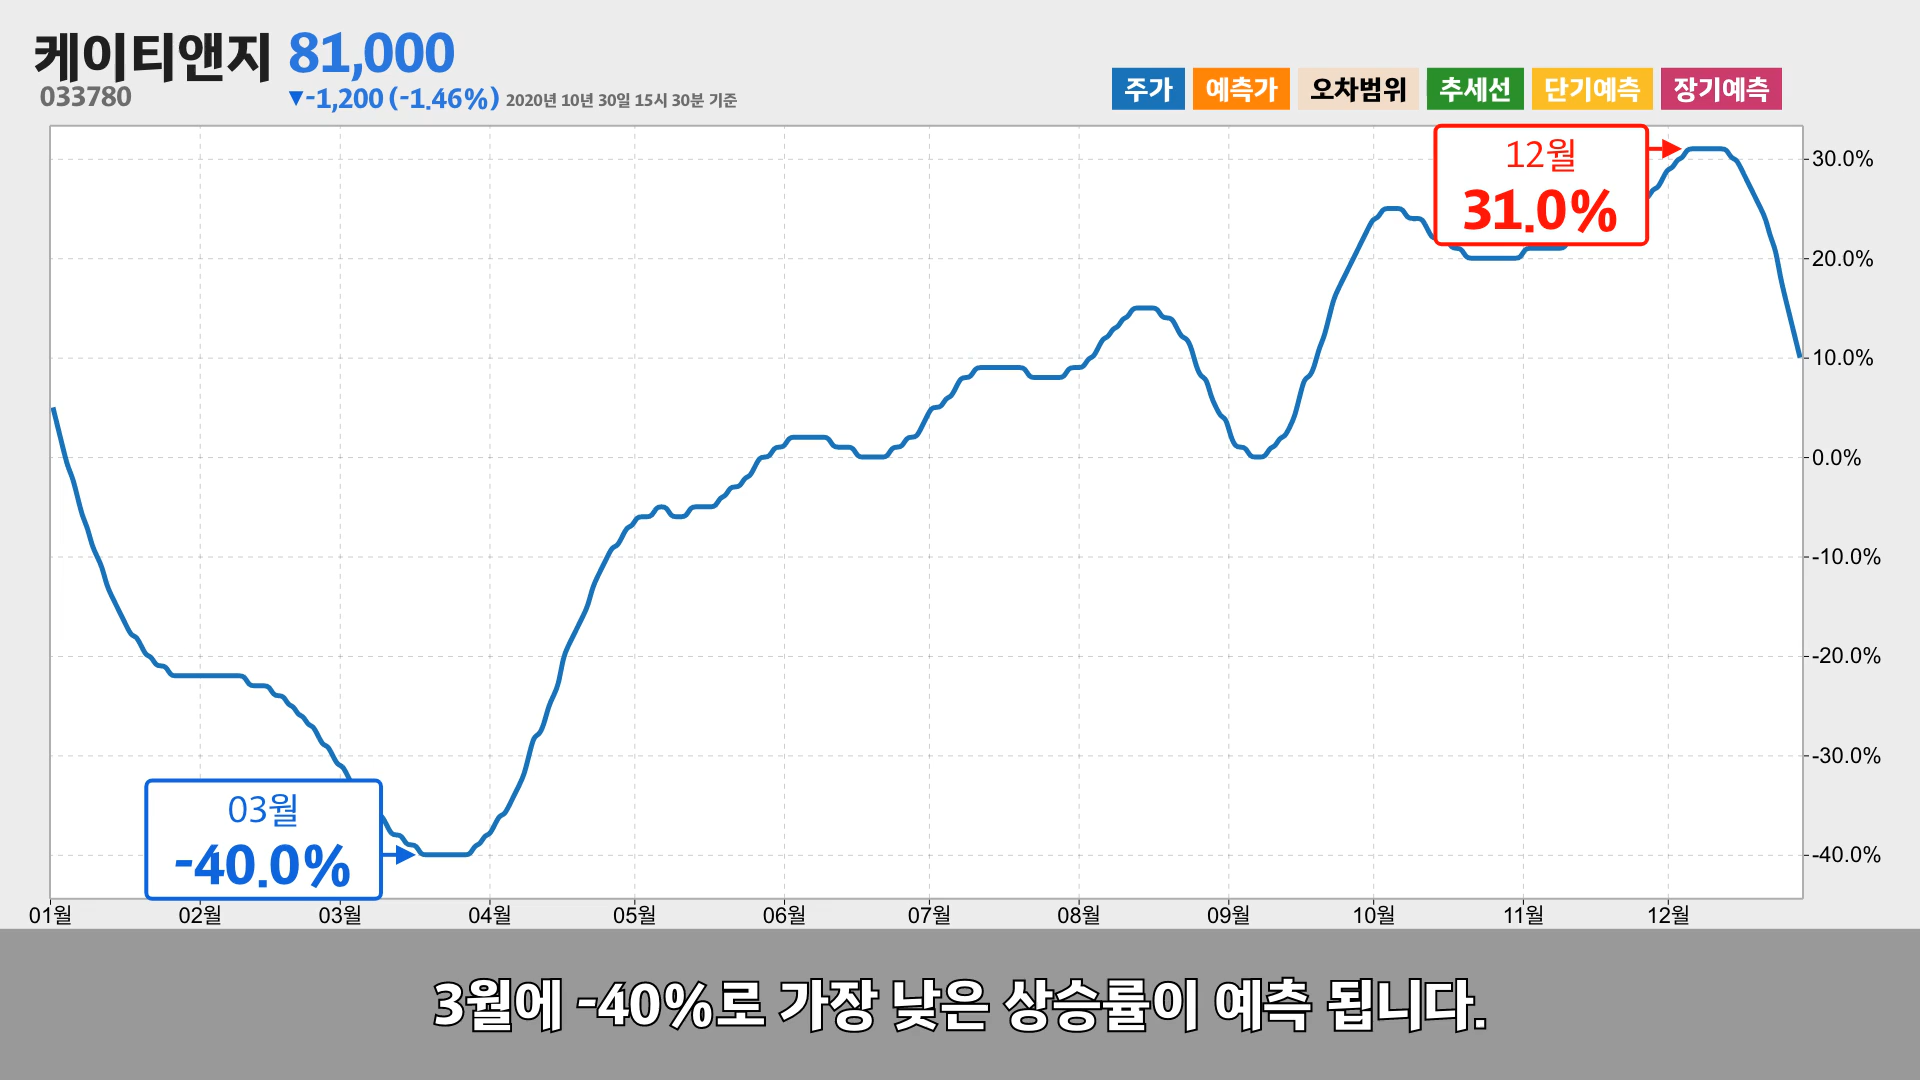 케이티앤지 81,000
033780 ▼-1,200 (-1.46%) 2020년 10년 30일 15시 30분 기준
주가 예측가 오차범위 추세선 단기예측 장기예측
12월
31.0%
30.0%
20.0%
10.0%
0.0%
-10.0%
-20.0%
-30.0%
-40.0%
03월
-40.0%
01월 02월 03월 04월 05월 06월 07월 08월 09월 10월 11월 12월
3월에 -40%로 가장 낮은 상승률이 예측 됩니다.